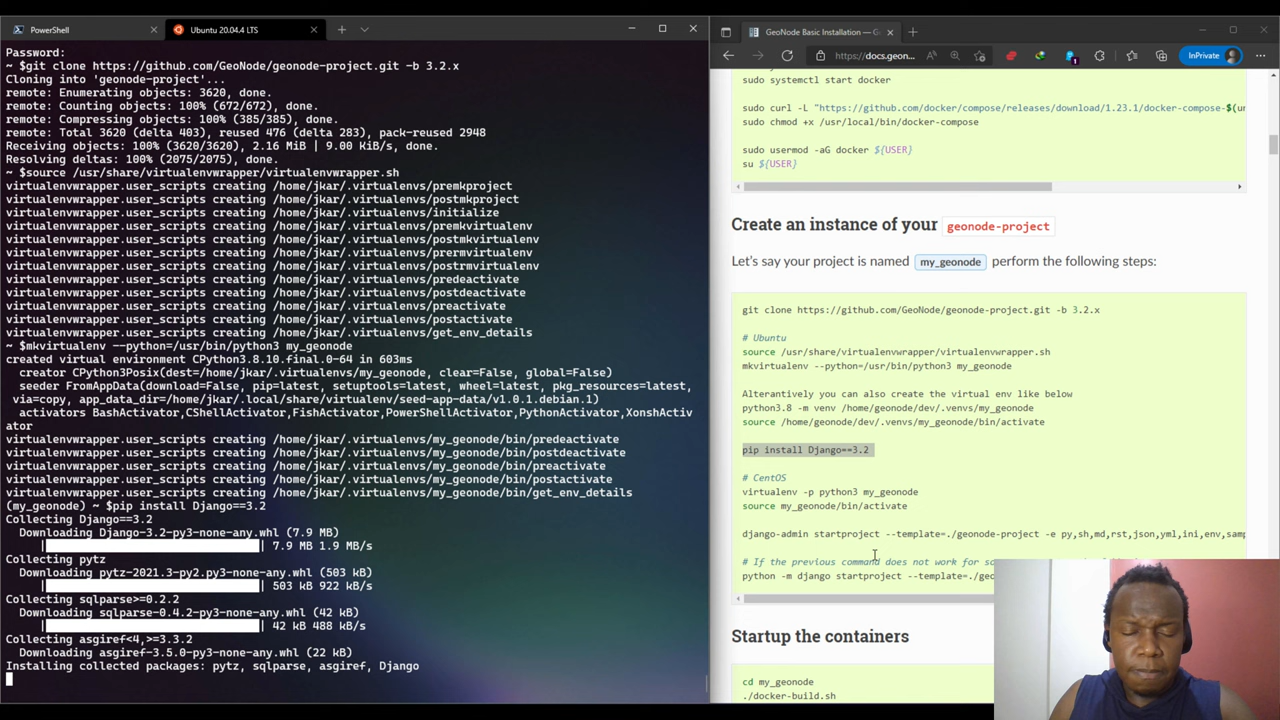 PowerShell
Ubuntu 20.04.4 LTS
Password:
~ $git clone https://github.com/GeoNode/geonode-project.git -b 3.2.x
Cloning into 'geonode-project'...
remote: Enumerating objects: 3620, done.
remote: Counting objects: 100% (672/672), done.
remote: Compressing objects: 100% (385/385), done.
remote: Total 3620 (delta 403), reused 476 (delta 283), pack-reused 2948
Receiving objects: 100% (3620/3620), 2.16 MiB | 9.00 KiB/s, done.
Resolving deltas: 100% (2075/2075), done.
~ $source /usr/share/virtualenvwrapper/virtualenvwrapper.sh
virtualenvwrapper.user_scripts creating /home/jkar/.virtualenvs/premkproject
virtualenvwrapper.user_scripts creating /home/jkar/.virtualenvs/postmkproject
virtualenvwrapper.user_scripts creating /home/jkar/.virtualenvs/initialize
virtualenvwrapper.user_scripts creating /home/jkar/.virtualenvs/premkvirtualenv
virtualenvwrapper.user_scripts creating /home/jkar/.virtualenvs/postmkvirtualenv
virtualenvwrapper.user_scripts creating /home/jkar/.virtualenvs/prermvirtualenv
virtualenvwrapper.user_scripts creating /home/jkar/.virtualenvs/postrmvirtualenv
virtualenvwrapper.user_scripts creating /home/jkar/.virtualenvs/predeactivate
virtualenvwrapper.user_scripts creating /home/jkar/.virtualenvs/postdeactivate
virtualenvwrapper.user_scripts creating /home/jkar/.virtualenvs/preactivate
virtualenvwrapper.user_scripts creating /home/jkar/.virtualenvs/postactivate
virtualenvwrapper.user_scripts creating /home/jkar/.virtualenvs/get_env_details
~ $mkvirtualenv --python=/usr/bin/python3 my_geonode
created virtual environment CPython3.8.10.final.0-64 in 603ms
creator CPython3Posix(dest=/home/jkar/.virtualenvs/my_geonode, clear=False, global=False)
seeder FromAppData(download=False, pip=latest, setuptools=latest, wheel=latest, pkg_resources=latest,
via=copy, app_data_dir=/home/jkar/.local/share/virtualenv/seed-app-data/v1.0.1.debian.1)
activators BashActivator,CShellActivator,FishActivator,PowerShellActivator,PythonActivator,XonshActiv
ator
virtualenvwrapper.user_scripts creating /home/jkar/.virtualenvs/my_geonode/bin/predeactivate
virtualenvwrapper.user_scripts creating /home/jkar/.virtualenvs/my_geonode/bin/postdeactivate
virtualenvwrapper.user_scripts creating /home/jkar/.virtualenvs/my_geonode/bin/preactivate
virtualenvwrapper.user_scripts creating /home/jkar/.virtualenvs/my_geonode/bin/postactivate
virtualenvwrapper.user_scripts creating /home/jkar/.virtualenvs/my_geonode/bin/get_env_details
(my_geonode) ~ $pip install Django==3.2
Collecting Django==3.2
Downloading Django-3.2-py3-none-any.whl (7.9 MB)
| | 7.9 MB 1.9 MB/s
Collecting pytz
Downloading pytz-2021.3-py2.py3-none-any.whl (503 kB)
| | 503 kB 922 kB/s
Collecting sqlparse>=0.2.2
Downloading sqlparse-0.4.2-py3-none-any.whl (42 kB)
| | 42 kB 488 kB/s
Collecting asgiref<4,>=3.3.2
Downloading asgiref-3.5.0-py3-none-any.whl (22 kB)
Installing collected packages: pytz, sqlparse, asgiref, Django
GeoNode Basic Installation — Ge
https://docs.geon...
InPrivate
sudo systemctl start docker
sudo curl -L "https://github.com/docker/compose/releases/download/1.23.1/docker-compose-$(un
sudo chmod +x /usr/local/bin/docker-compose
sudo usermod -aG docker ${USER}
su ${USER}
Create an instance of your geonode-project
Let's say your project is named my_geonode perform the following steps:
git clone https://github.com/GeoNode/geonode-project.git -b 3.2.x
# Ubuntu
source /usr/share/virtualenvwrapper/virtualenvwrapper.sh
mkvirtualenv --python=/usr/bin/python3 my_geonode
Alterantively you can also create the virtual env like below
python3.8 -m venv /home/geonode/dev/.venvs/my_geonode
source /home/geonode/dev/.venvs/my_geonode/bin/activate
pip install Django==3.2
# CentOS
virtualenv -p python3 my_geonode
source my_geonode/bin/activate
django-admin startproject --template=./geonode-project -e py,sh,md,rst,json,yml,ini,env,samp
# If the previous command does not work for so
python -m django startproject --template=./geo
Startup the containers
cd my_geonode
./docker-build.sh